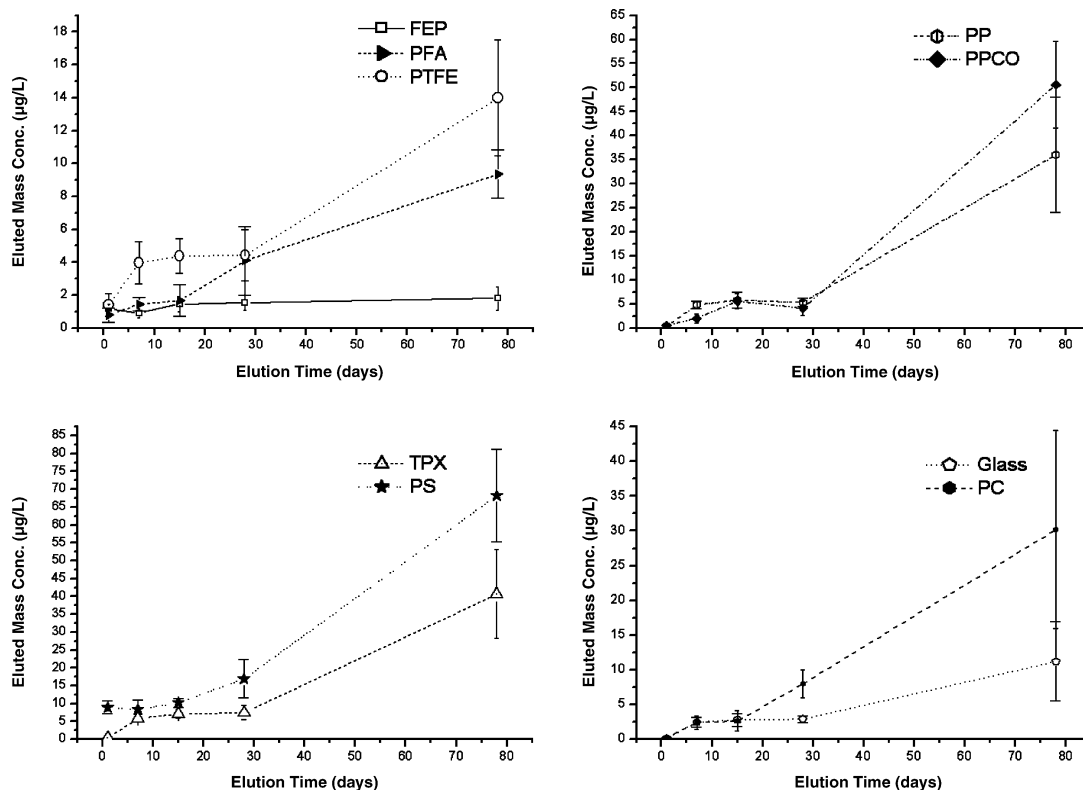 FEP
PFA
PTFE
Eluted Mass Conc. (µg/L)
18
16
14
12
10
8
6
4
2
0
0 10 20 30 40 50 60 70 80
Elution Time (days)
PP
PPCO
Eluted Mass Conc. (µg/L)
65
60
55
50
45
40
35
30
25
20
15
10
5
0
0 10 20 30 40 50 60 70 80
Elution Time (days)
TPX
PS
Eluted Mass Conc. (µg/L)
85
80
75
70
65
60
55
50
45
40
35
30
25
20
15
10
5
0
0 10 20 30 40 50 60 70 80
Elution Time (days)
Glass
PC
Eluted Mass Conc. (µg/L)
45
40
35
30
25
20
15
10
5
0
0 10 20 30 40 50 60 70 80
Elution Time (days)